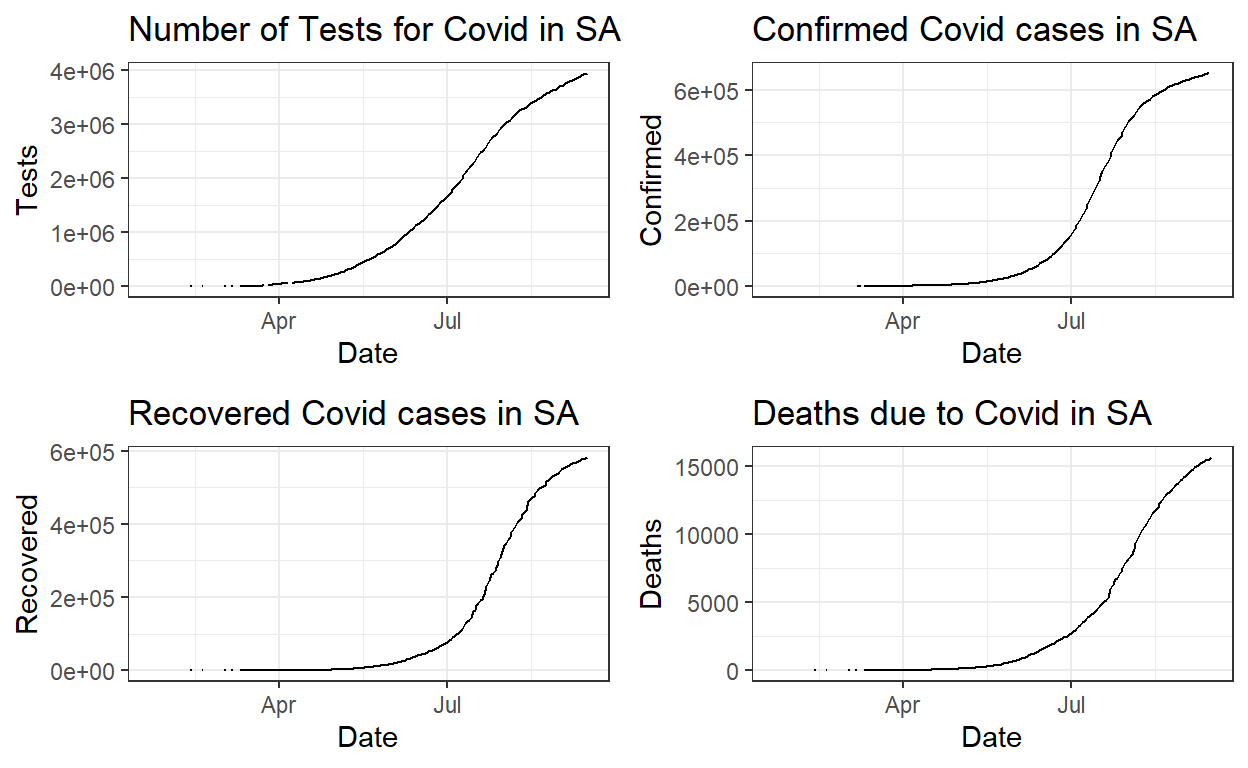 Number of Tests for Covid in SA
4e+06
3e+06
2e+06
1e+06
0e+00
Tests
Apr
Jul
Date
Confirmed Covid cases in SA
6e+05
4e+05
2e+05
0e+00
Confirmed
Apr
Jul
Date
Recovered Covid cases in SA
6e+05
4e+05
2e+05
0e+00
Recovered
Apr
Jul
Date
Deaths due to Covid in SA
15000
10000
5000
0
Deaths
Apr
Jul
Date